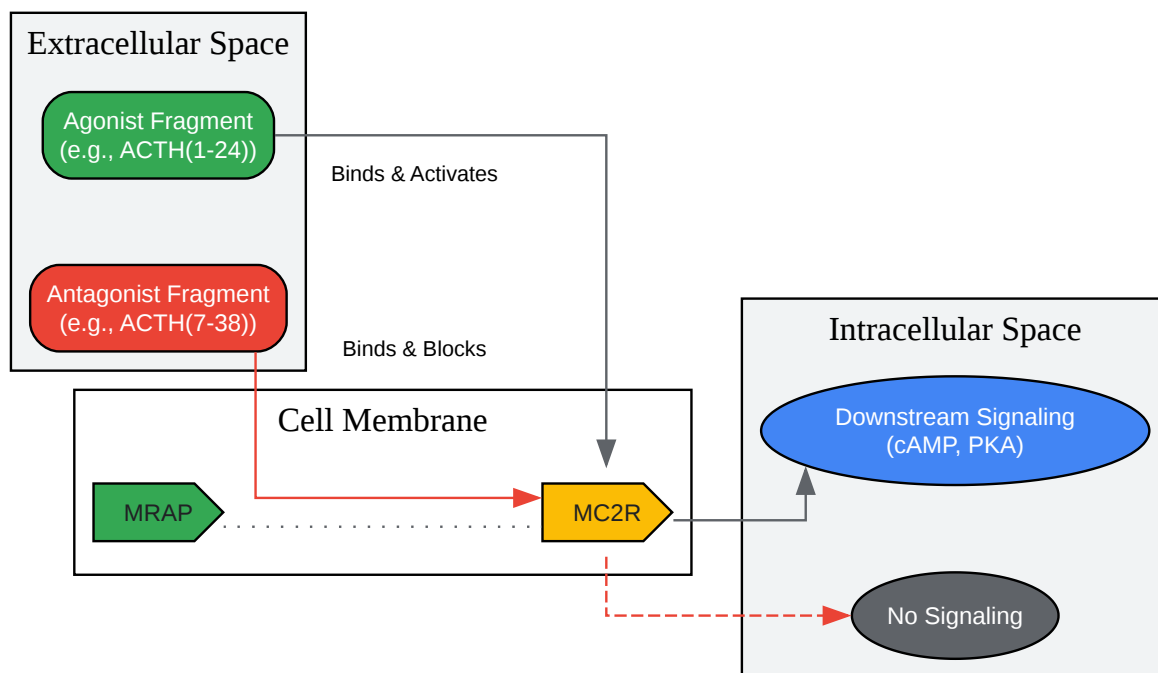 Extracellular Space
Agonist Fragment
(e.g., ACTH(1-24))
Binds & Activates
Antagonist Fragment
(e.g., ACTH(7-38))
Binds & Blocks
Cell Membrane
MRAP
MC2R
Intracellular Space
Downstream Signaling
(cAMP, PKA)
No Signaling